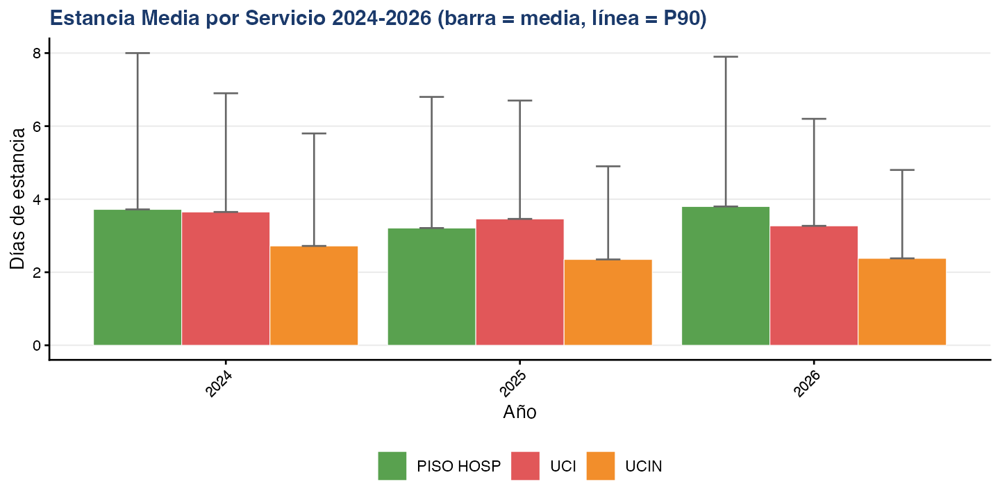 Estancia Media por Servicio 2024-2026 (barra = media, línea = P90)
Días de estancia
8
6
4
2
0
2024
2025
2026
Año
PISO HOSP
UCI
UCIN